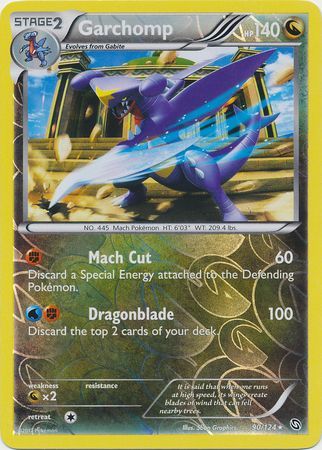 STAGE2
Garchomp
HP140
Evolves from Gabite
NO. 445 Mach Pokémon HT: 6'03" WT: 209.4 lbs.
Mach Cut 60
Discard a Special Energy attached to the Defending
Pokémon.
Dragonblade 100
Discard the top 2 cards of your deck.
weakness resistance
×2
retreat
It is said that when one runs
at high speed, its wings create
blades of wind that can fell
nearby trees.
Illus. 5ban Graphics
90/124 ★
©2012 Pokémon